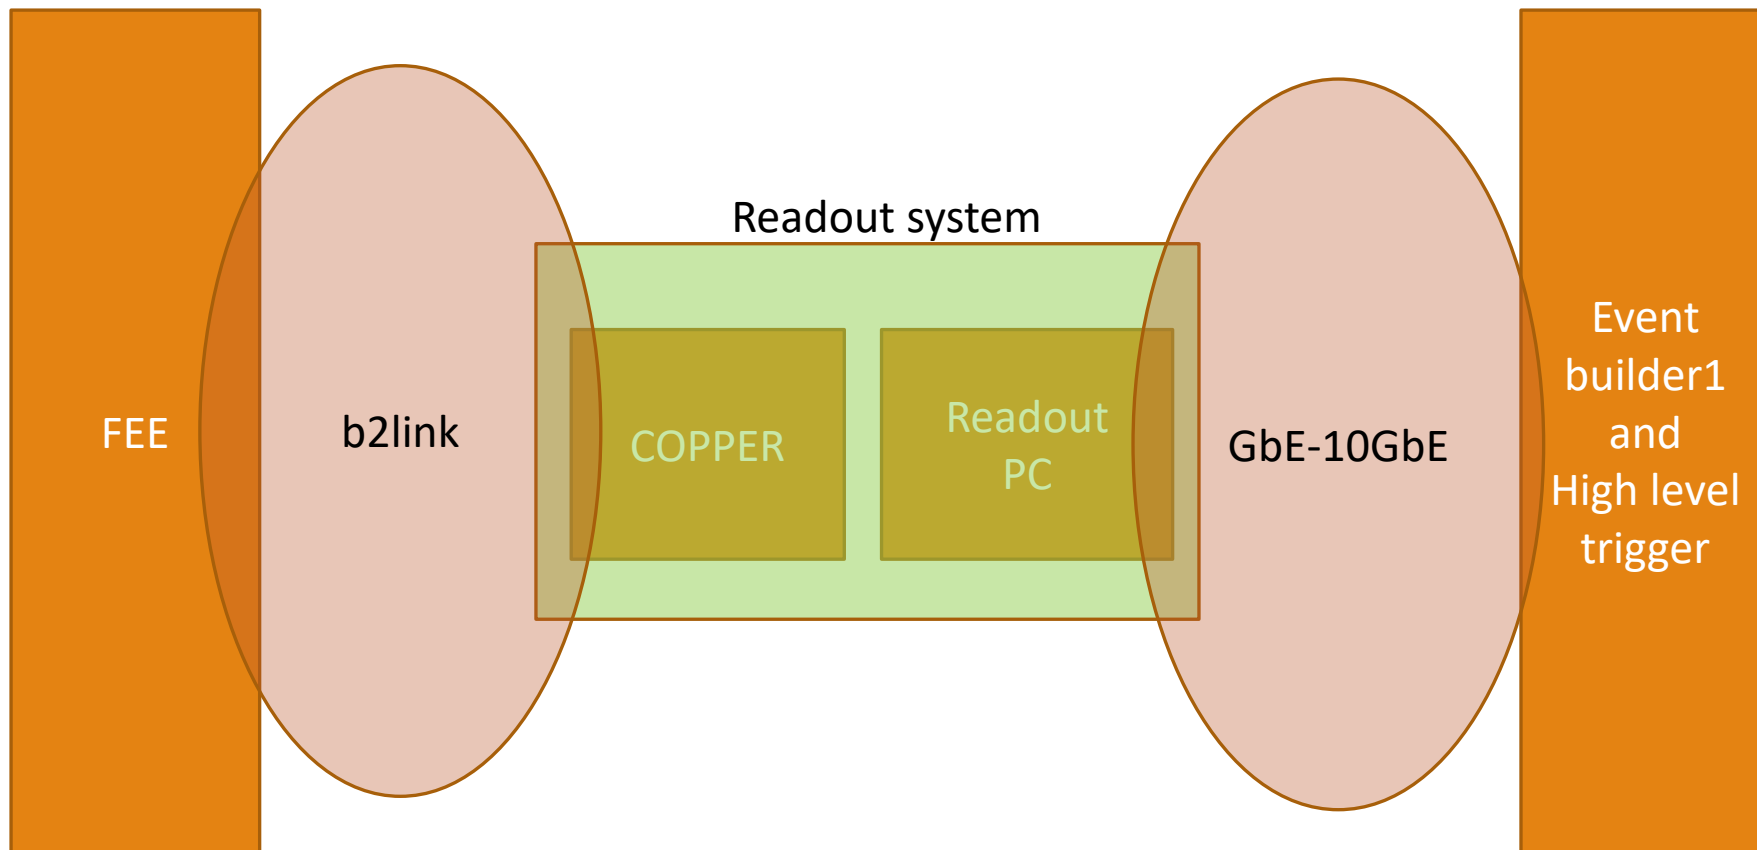 Readout system
FEE
b2link
COPPER
Readout
PC
GbE-10GbE
Event
builder1
and
High level
trigger